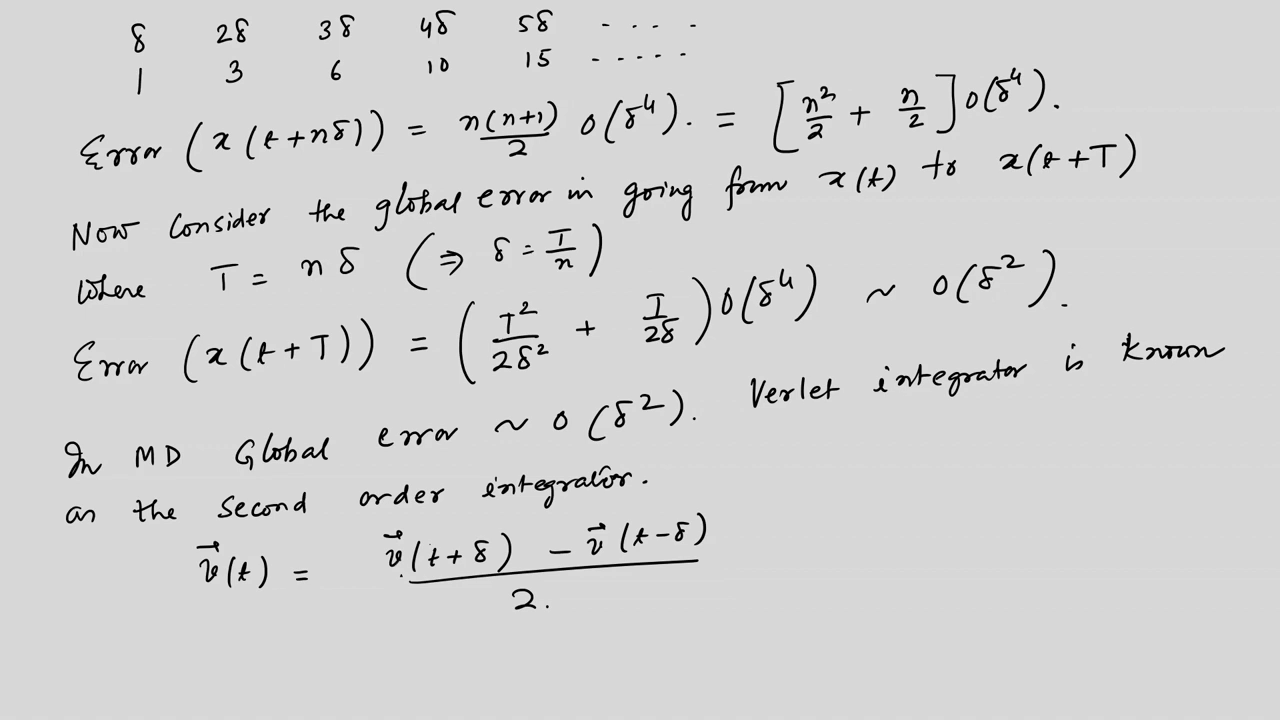 δ 2δ 3δ 4δ 5δ - - - -
1 3 6 10 15 - - - - -
Error (x(t+nδ)) = n(n+1)/2 O(δ⁴). = [n²/2 + n/2] O(δ⁴).
Now consider the global error in going from x(t) to x(t+T)
where T = nδ (⇒ δ = T/n)
Error (x(t+T)) = (T²/2δ² + T/2δ) O(δ⁴) ~ O(δ²).
In MD Global error ~ O(δ²). Verlet integrator is known
as the second order integrator.
v⃗(t) = v⃗(t+δ) - v⃗(t-δ) / 2.